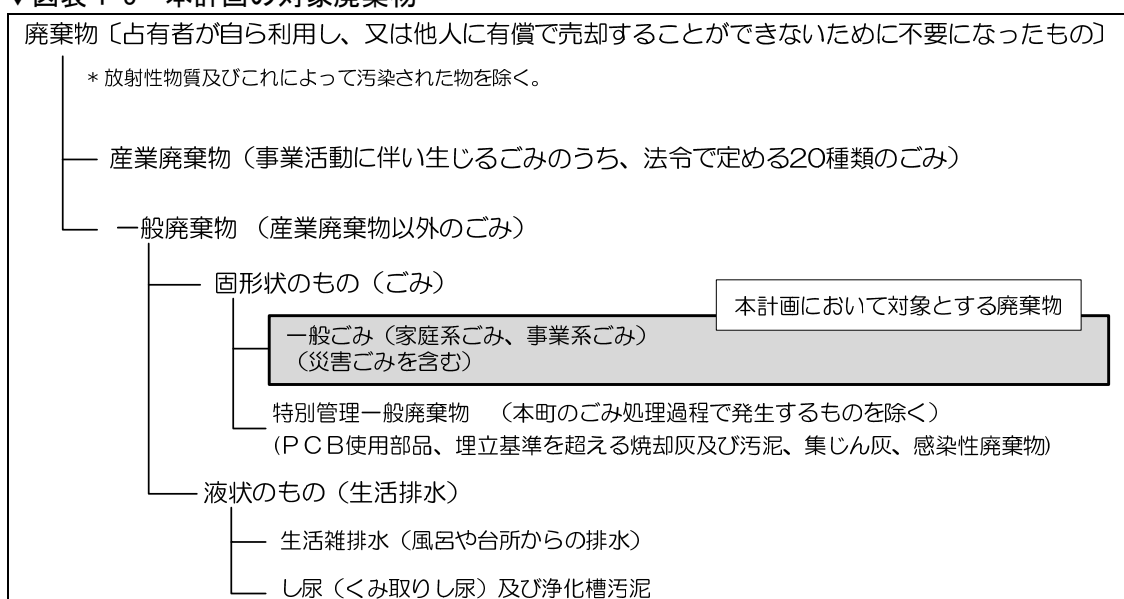 廃棄物〔占有者が自ら利用し、又は他人に有償で売却することができないために不要になったもの〕
＊放射性物質及びこれによって汚染された物を除く。
産業廃棄物（事業活動に伴い生じるごみのうち、法令で定める20種類のごみ）
一般廃棄物 （産業廃棄物以外のごみ）
固形状のもの（ごみ）
本計画において対象とする廃棄物
一般ごみ（家庭系ごみ、事業系ごみ）
（災害ごみを含む）
特別管理一般廃棄物 （本町のごみ処理過程で発生するものを除く）
(ＰＣＢ使用部品、埋立基準を超える焼却灰及び汚泥、集じん灰、感染性廃棄物)
液状のもの（生活排水）
生活雑排水（風呂や台所からの排水）
し尿（くみ取りし尿）及び浄化槽汚泥